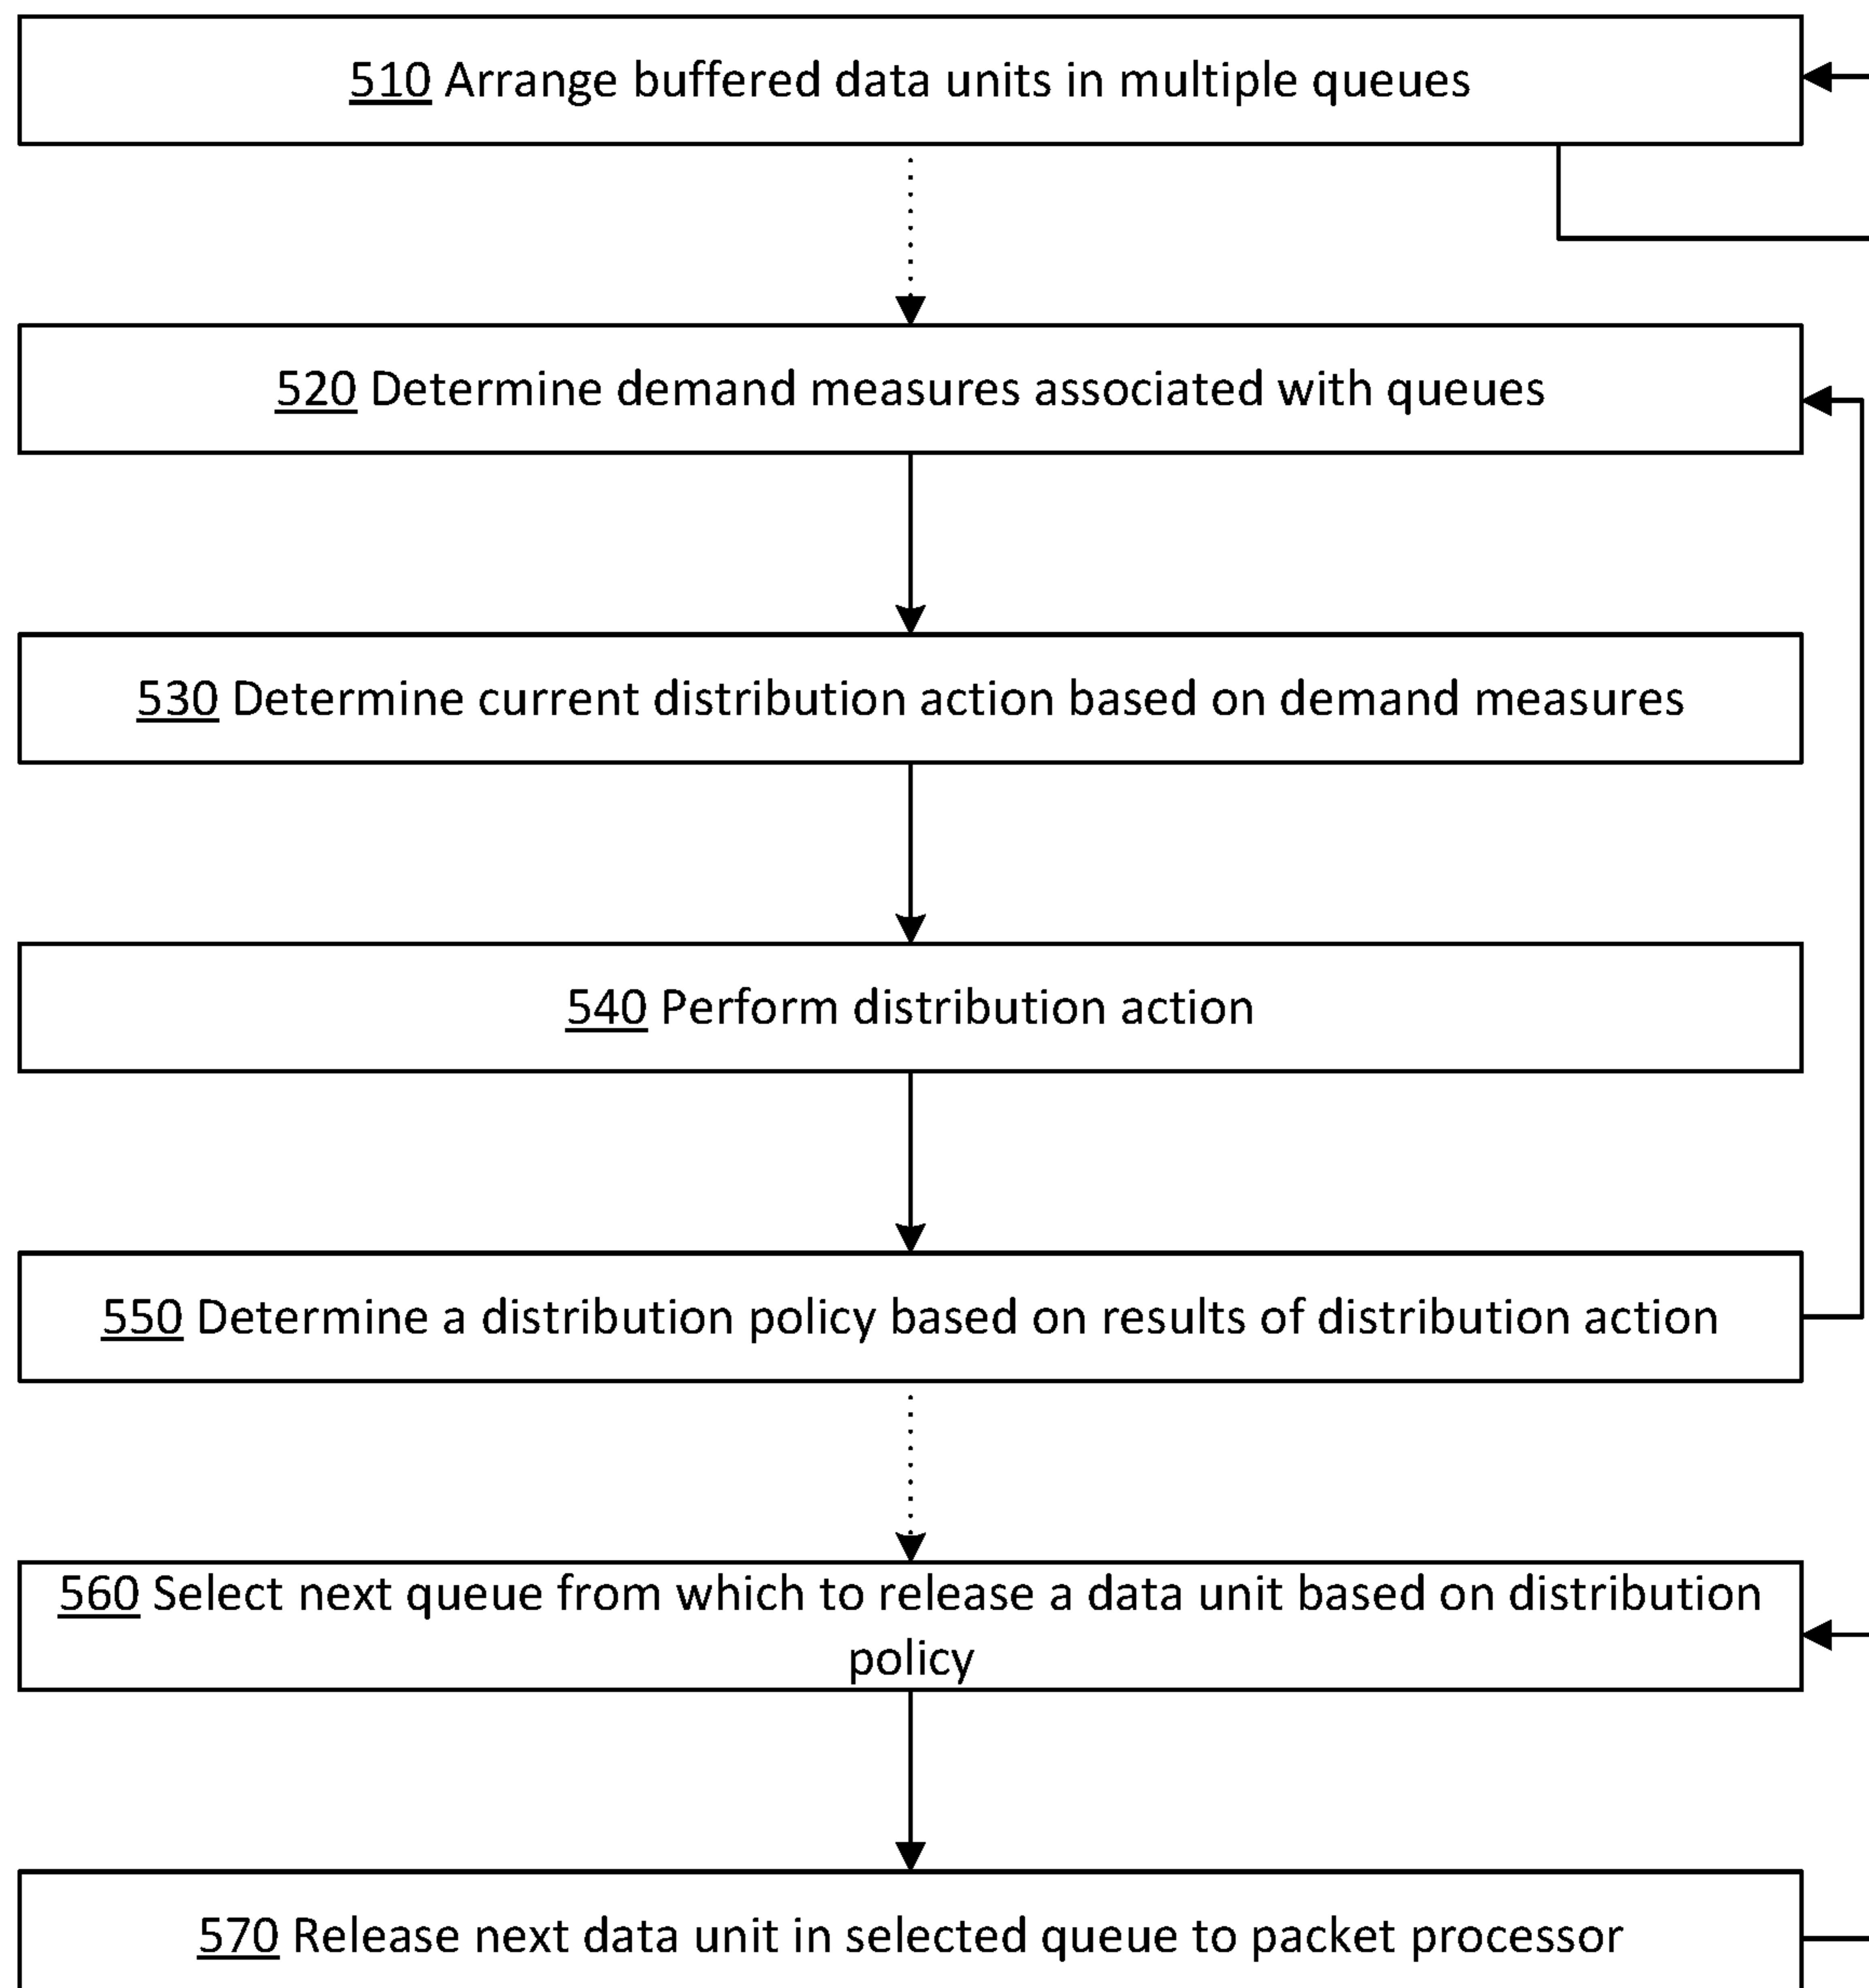 510 Arrange buffered data units in multiple queues
520 Determine demand measures associated with queues
530 Determine current distribution action based on demand measures
540 Perform distribution action
550 Determine a distribution policy based on results of distribution action
560 Select next queue from which to release a data unit based on distribution
policy
570 Release next data unit in selected queue to packet processor